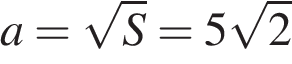 a = √S = 5√2